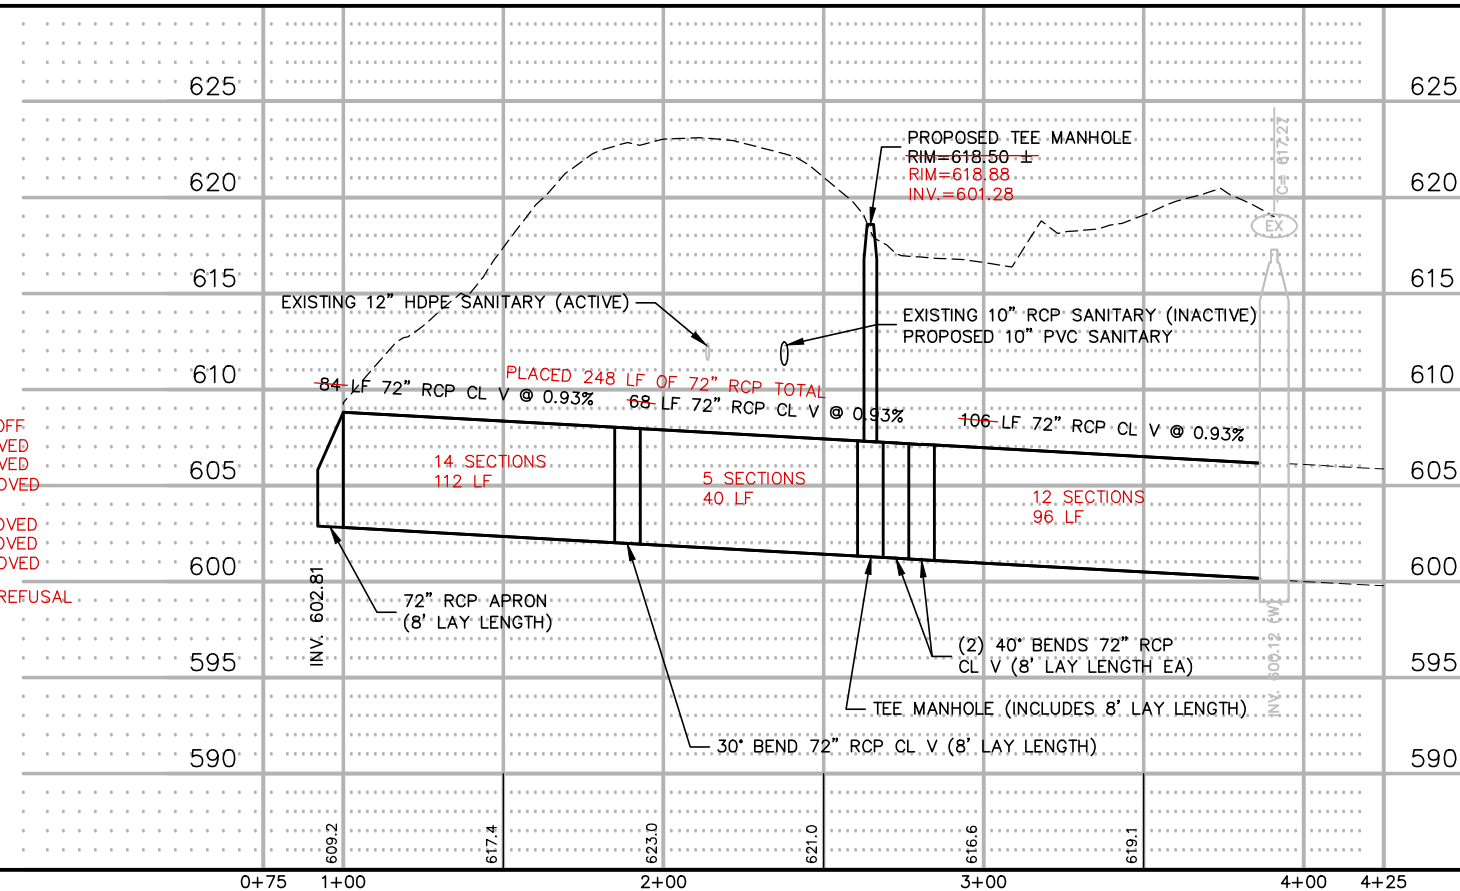 625
625
PROPOSED TEE MANHOLE
RIM=618.50 ±
RIM=618.88
INV.=601.28
TC= 617.27
EX
620
620
615
615
EXISTING 12" HDPE SANITARY (ACTIVE)
EXISTING 10" RCP SANITARY (INACTIVE)
PROPOSED 10" PVC SANITARY
610
610
PLACED 248 LF OF 72" RCP TOTAL
84 LF 72" RCP CL V @ 0.93%
68 LF 72" RCP CL V @ 0.93%
106 LF 72" RCP CL V @ 0.93%
OFF
VED
VED
OVED
OVED
OVED
OVED
REFUSAL
605
605
14 SECTIONS
112 LF
5 SECTIONS
40 LF
12 SECTIONS
96 LF
600
600
INV. 602.81
72" RCP APRON
(8' LAY LENGTH)
INV. 600.12 (W)
(2) 40° BENDS 72" RCP
CL V (8' LAY LENGTH EA)
595
595
TEE MANHOLE (INCLUDES 8' LAY LENGTH)
30° BEND 72" RCP CL V (8' LAY LENGTH)
590
590
609.2
617.4
623.0
621.0
616.6
619.1
0+75
1+00
2+00
3+00
4+00
4+25